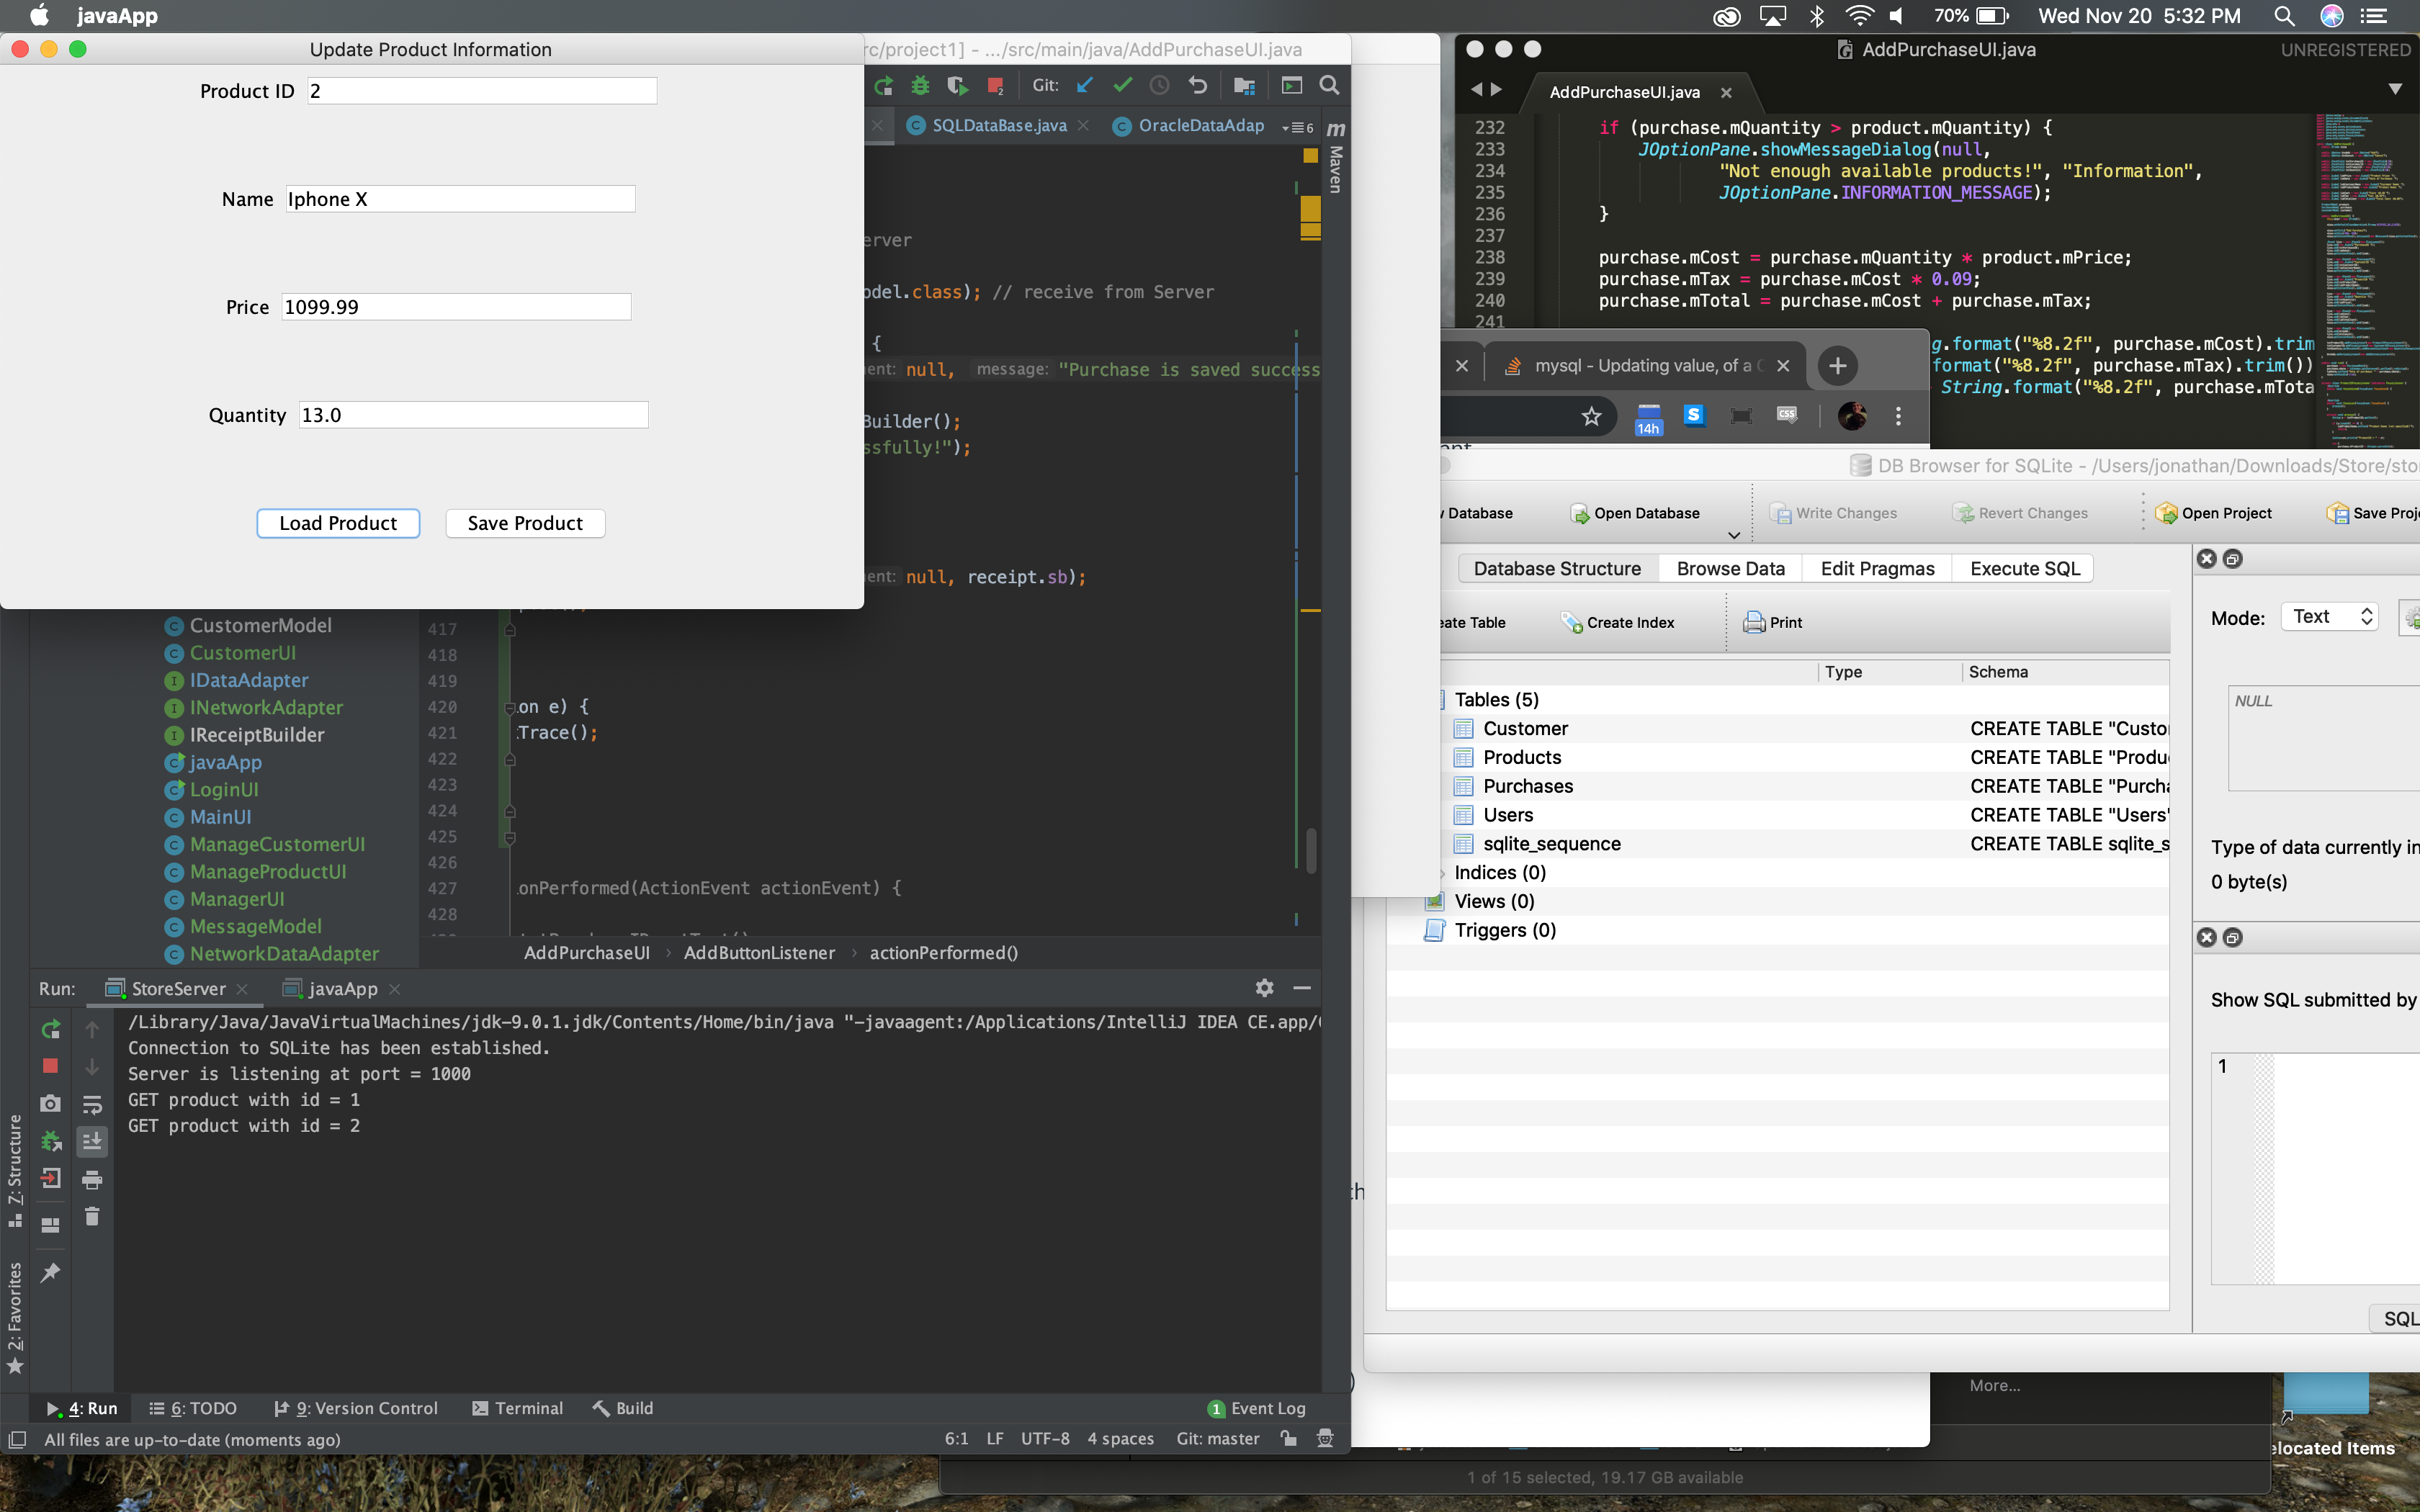 javaApp
70%
Wed Nov 20 5:32 PM
Update Product Information
Product ID 2
Name Iphone X
Price 1099.99
Quantity 13.0
Load Product
Save Product
rc/project1] - .../src/main/java/AddPurchaseUI.java
Git:
SQLDataBase.java
OracleDataAdap
6
m
Maven
erver
odel.class); // receive from Server
{
ent: null, message: "Purchase is saved success
Builder();
ssfully!");
ent: null, receipt.sb);
417
418
419
420 on e) {
421 Trace();
422
423
424
425
426
427 onPerformed(ActionEvent actionEvent) {
428
CustomerModel
CustomerUI
IDataAdapter
INetworkAdapter
IReceiptBuilder
javaApp
LoginUI
MainUI
ManageCustomerUI
ManageProductUI
ManagerUI
MessageModel
NetworkDataAdapter
AddPurchaseUI > AddButtonListener > actionPerformed()
Run: StoreServer javaApp
/Library/Java/JavaVirtualMachines/jdk-9.0.1.jdk/Contents/Home/bin/java "-javaagent:/Applications/IntelliJ IDEA CE.app/
Connection to SQLite has been established.
Server is listening at port = 1000
GET product with id = 1
GET product with id = 2
7: Structure
2: Favorites
4: Run
6: TODO
9: Version Control
Terminal
Build
1 Event Log
All files are up-to-date (moments ago)
6:1 LF UTF-8 4 spaces Git: master
AddPurchaseUI.java
UNREGISTERED
AddPurchaseUI.java
232 if (purchase.mQuantity > product.mQuantity) {
233 JOptionPane.showMessageDialog(null,
234 "Not enough available products!", "Information",
235 JOptionPane.INFORMATION_MESSAGE);
236 }
237
238 purchase.mCost = purchase.mQuantity * product.mPrice;
239 purchase.mTax = purchase.mCost * 0.09;
240 purchase.mTotal = purchase.mCost + purchase.mTax;
241
g.format("%8.2f", purchase.mCost).trim
format("%8.2f", purchase.mTax).trim())
String.format("%8.2f", purchase.mTota
mysql - Updating value, of a C
14h
S
CSS
DB Browser for SQLite - /Users/jonathan/Downloads/Store/sto
Database
Open Database
Write Changes
Revert Changes
Open Project
Save Proj
Database Structure
Browse Data
Edit Pragmas
Execute SQL
eate Table
Create Index
Print
Type
Schema
Tables (5)
Customer CREATE TABLE "Custo
Products CREATE TABLE "Produ
Purchases CREATE TABLE "Purcha
Users CREATE TABLE "Users"
sqlite_sequence CREATE TABLE sqlite_s
Indices (0)
Views (0)
Triggers (0)
Mode: Text
NULL
Type of data currently in
0 byte(s)
Show SQL submitted by
1
SQL
th
)
More...
elocated Items
1 of 15 selected, 19.17 GB available